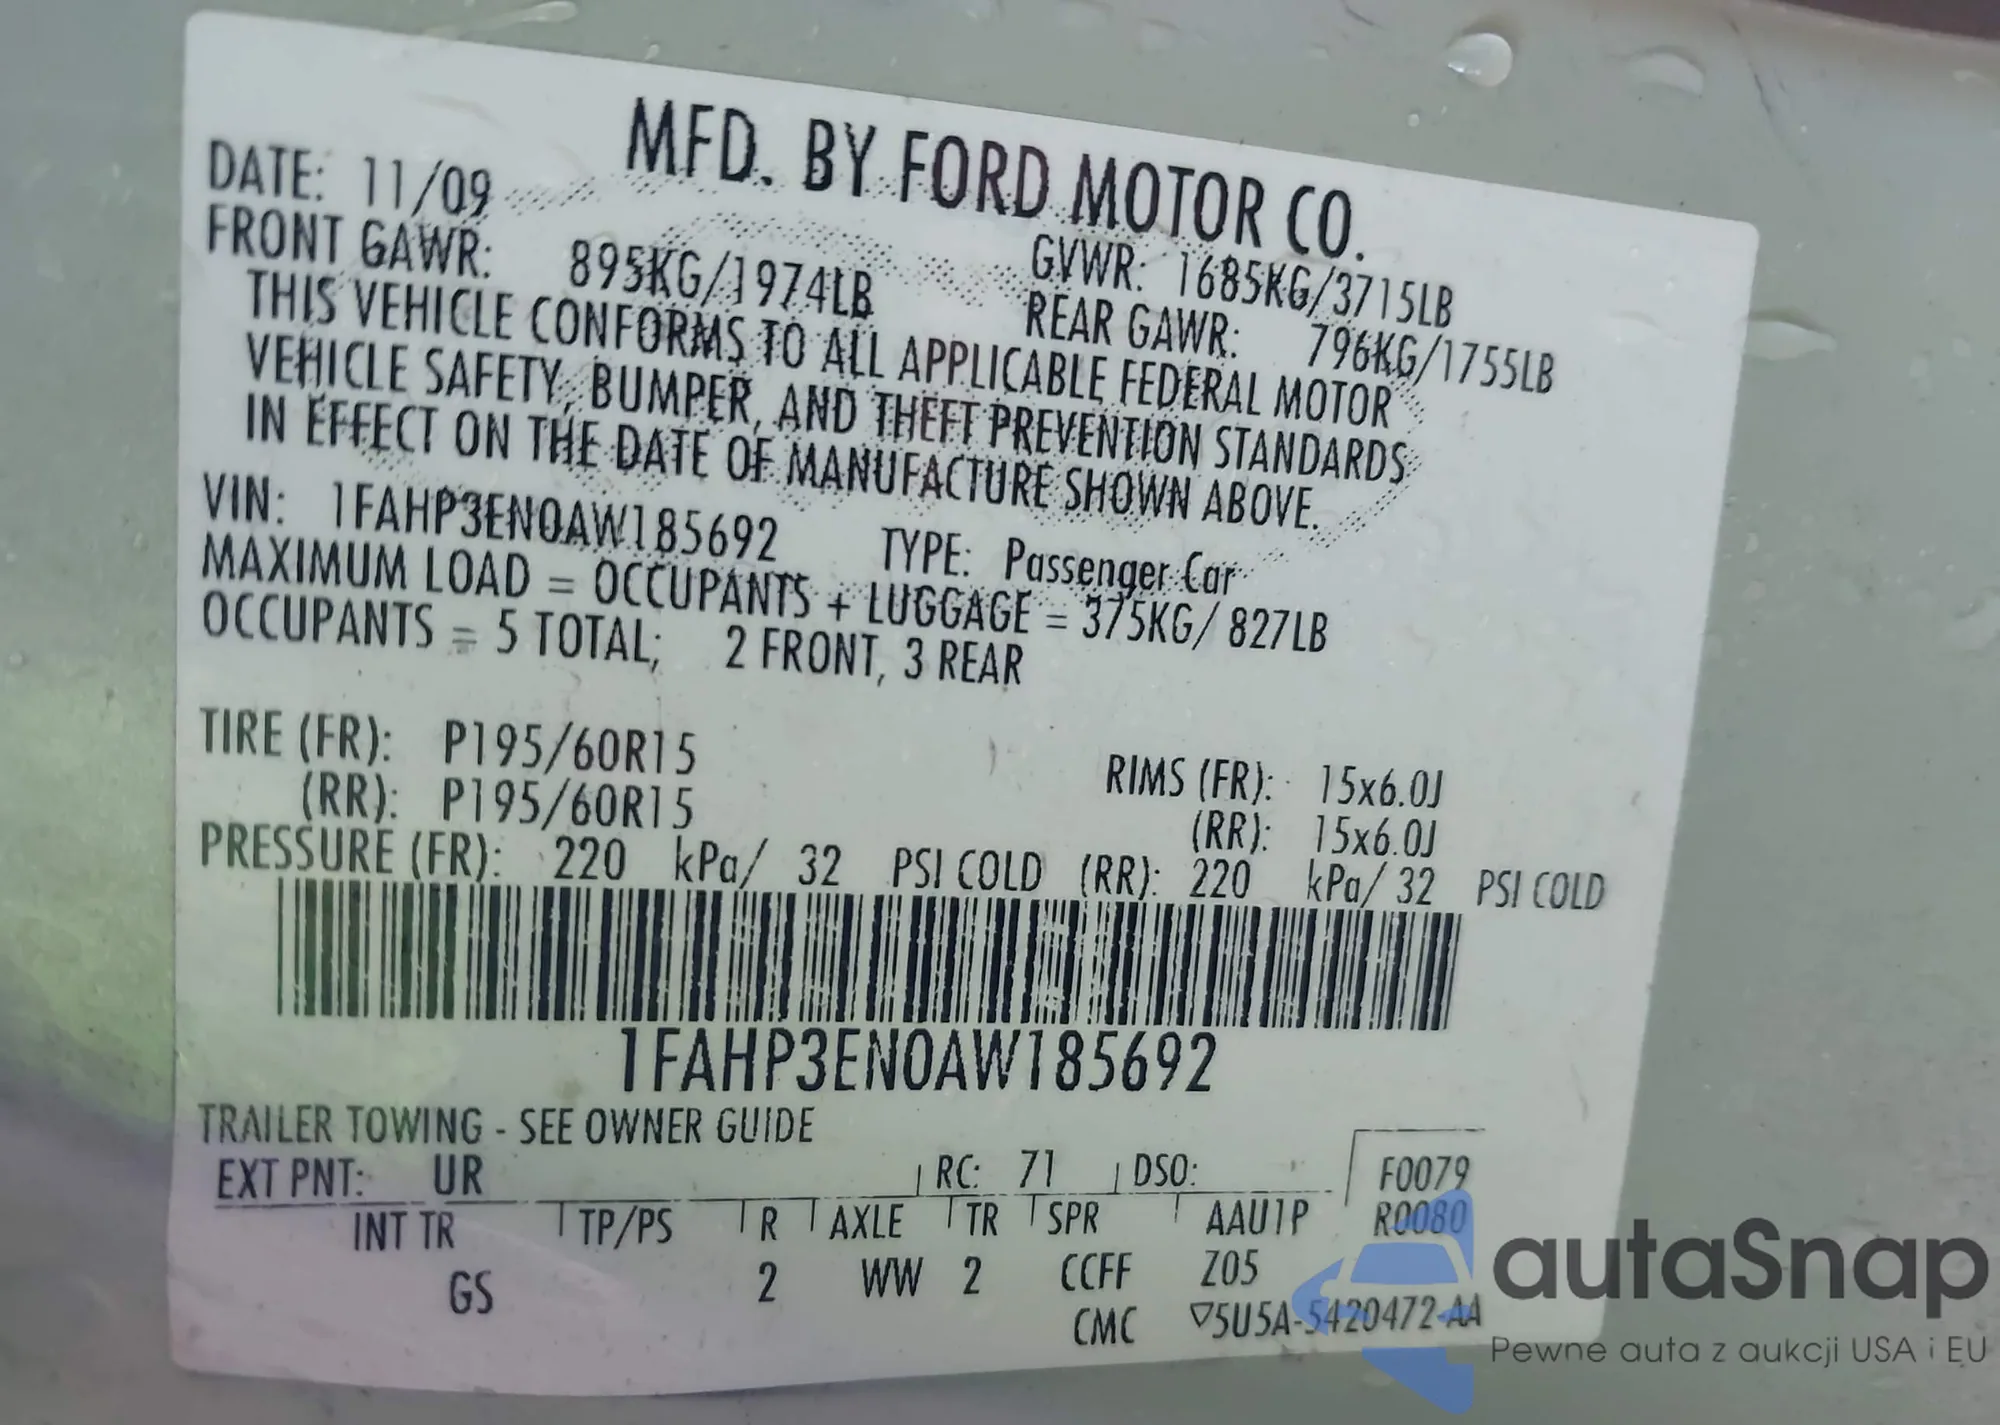 MFD. BY FORD MOTOR CO.
DATE: 11/09
GVWR: 1685KG/3715LB
FRONT GAWR: 895KG/1974LB
REAR GAWR: 796KG/1755LB
THIS VEHICLE CONFORMS TO ALL APPLICABLE FEDERAL MOTOR
VEHICLE SAFETY, BUMPER, AND THEFT PREVENTION STANDARDS
IN EFFECT ON THE DATE OF MANUFACTURE SHOWN ABOVE.
VIN: 1FAHP3EN0AW185692 TYPE: Passenger Car
MAXIMUM LOAD = OCCUPANTS + LUGGAGE = 375KG/ 827LB
OCCUPANTS = 5 TOTAL; 2 FRONT, 3 REAR
TIRE (FR): P195/60R15 RIMS (FR): 15x6.0J
(RR): P195/60R15 (RR): 15x6.0J
PRESSURE (FR): 220 kPa/ 32 PSI COLD (RR): 220 kPa/ 32 PSI COLD
1FAHP3EN0AW185692
TRAILER TOWING - SEE OWNER GUIDE
EXT PNT: UR RC: 71 DSO: F0079
INT TR TP/PS R AXLE TR SPR AAU1P R0080
GS 2 WW 2 CCFF Z05
CMC ▽5U5A-5420472-AA
autaSnap
Pewne auta z aukcji USA i EU